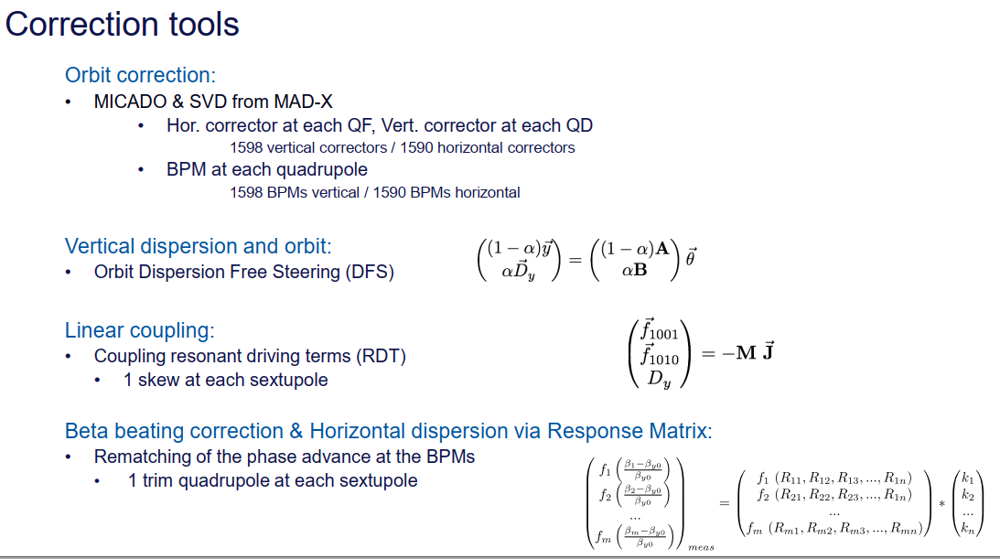 Correction tools
Orbit correction:
• MICADO & SVD from MAD-X
• Hor. corrector at each QF, Vert. corrector at each QD
1598 vertical correctors / 1590 horizontal correctors
• BPM at each quadrupole
1598 BPMs vertical / 1590 BPMs horizontal
Vertical dispersion and orbit:
• Orbit Dispersion Free Steering (DFS)
$\begin{pmatrix} (1-\alpha)\vec{y} \\ \alpha\vec{D}_y \end{pmatrix} = \begin{pmatrix} (1-\alpha)\mathbf{A} \\ \alpha\mathbf{B} \end{pmatrix} \vec{\theta}$
Linear coupling:
• Coupling resonant driving terms (RDT)
• 1 skew at each sextupole
$\begin{pmatrix} \vec{f}_{1001} \\ \vec{f}_{1010} \\ D_y \end{pmatrix} = -\mathbf{M}\ \vec{\mathbf{J}}$
Beta beating correction & Horizontal dispersion via Response Matrix:
• Rematching of the phase advance at the BPMs
• 1 trim quadrupole at each sextupole
$\begin{pmatrix} f_1 \left(\frac{\beta_1-\beta_{y0}}{\beta_{y0}}\right) \\ f_2 \left(\frac{\beta_2-\beta_{y0}}{\beta_{y0}}\right) \\ ... \\ f_m \left(\frac{\beta_m-\beta_{y0}}{\beta_{y0}}\right) \end{pmatrix}_{meas} = \begin{pmatrix} f_1\ (R_{11}, R_{12}, R_{13}, ..., R_{1n}) \\ f_2\ (R_{21}, R_{22}, R_{23}, ..., R_{1n}) \\ ... \\ f_m\ (R_{m1}, R_{m2}, R_{m3}, ..., R_{mn}) \end{pmatrix} * \begin{pmatrix} k_1 \\ k_2 \\ ... \\ k_n \end{pmatrix}$